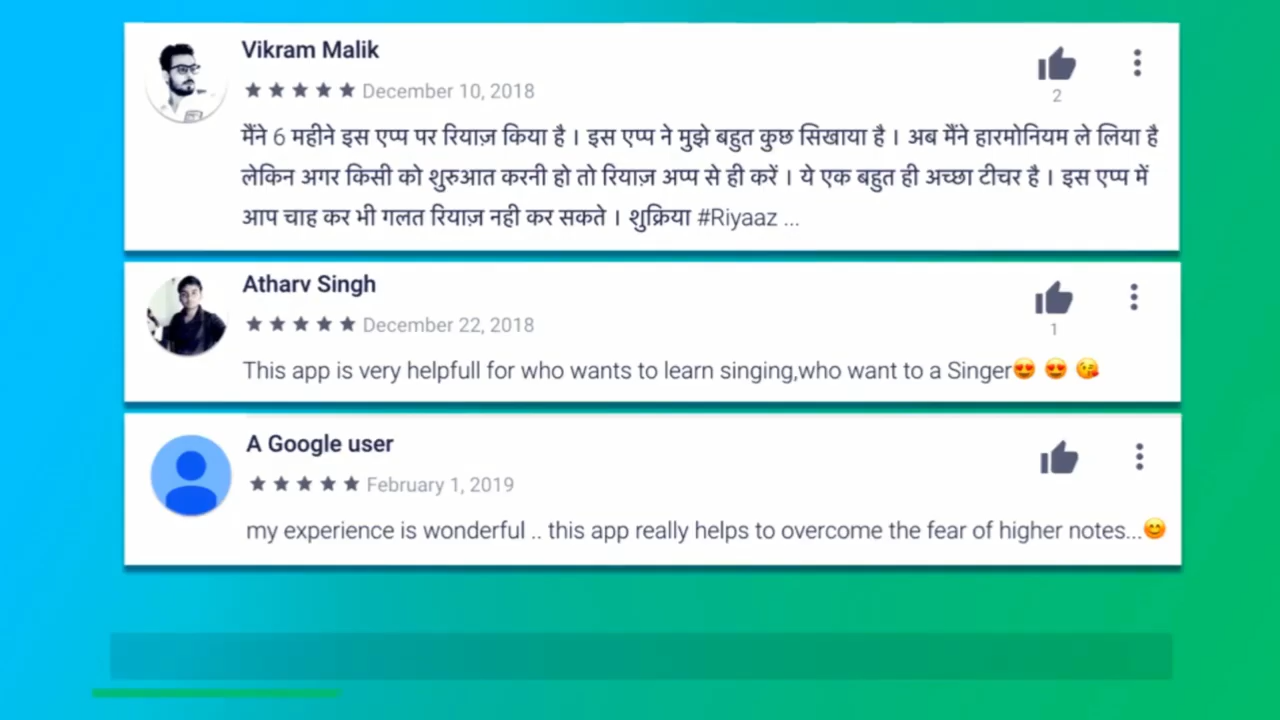 Vikram Malik
★★★★★ December 10, 2018
2
मैंने 6 महीने इस एप्प पर रियाज़ किया है । इस एप्प ने मुझे बहुत कुछ सिखाया है । अब मैंने हारमोनियम ले लिया है
लेकिन अगर किसी को शुरुआत करनी हो तो रियाज़ अप्प से ही करें । ये एक बहुत ही अच्छा टीचर है । इस एप्प में
आप चाह कर भी गलत रियाज़ नही कर सकते । शुक्रिया #Riyaaz ...
Atharv Singh
★★★★★ December 22, 2018
1
This app is very helpfull for who wants to learn singing,who want to a Singer😍 😍 😘
A Google user
★★★★★ February 1, 2019
my experience is wonderful .. this app really helps to overcome the fear of higher notes...😊